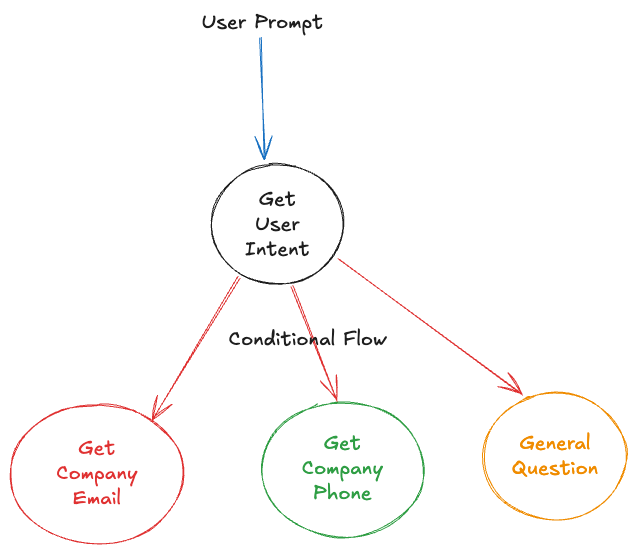 User Prompt
Get
User
Intent
Conditional Flow
Get
Company
Email
Get
Company
Phone
General
Question